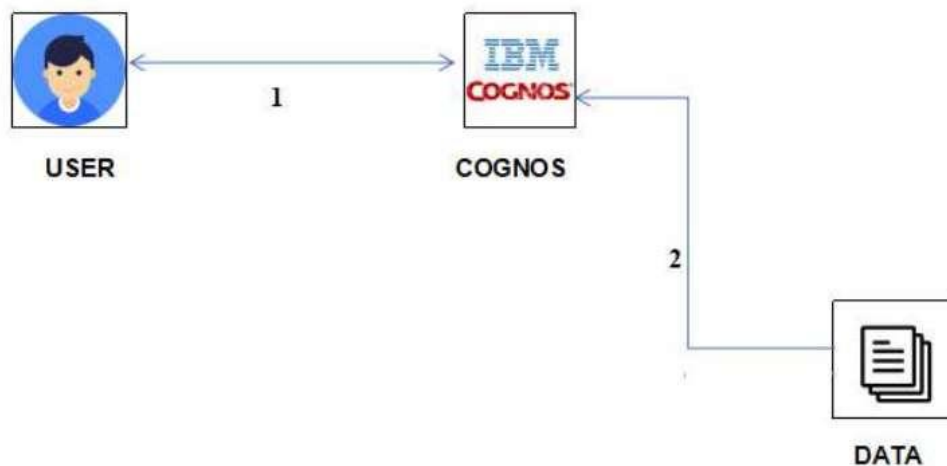 IBM
COGNOS
1
USER
COGNOS
2
DATA